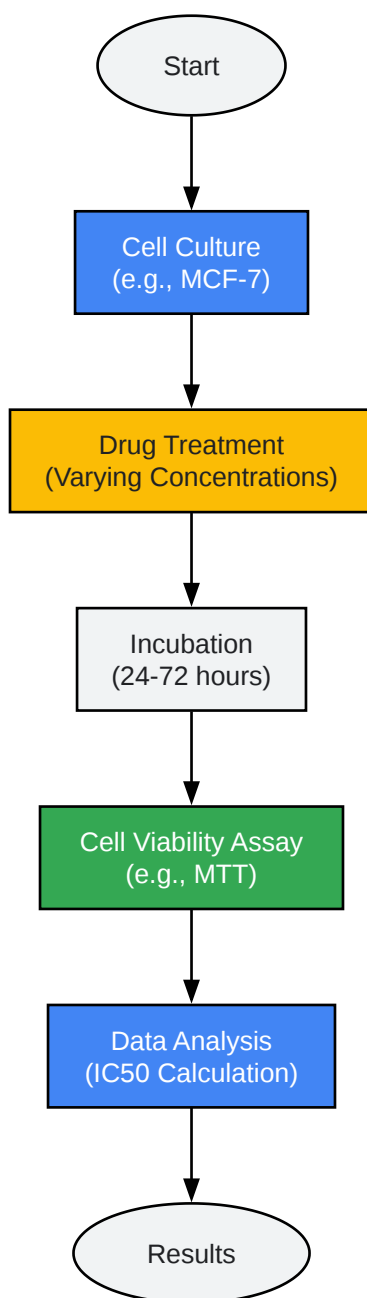 Start
Cell Culture
(e.g., MCF-7)
Drug Treatment
(Varying Concentrations)
Incubation
(24-72 hours)
Cell Viability Assay
(e.g., MTT)
Data Analysis
(IC50 Calculation)
Results